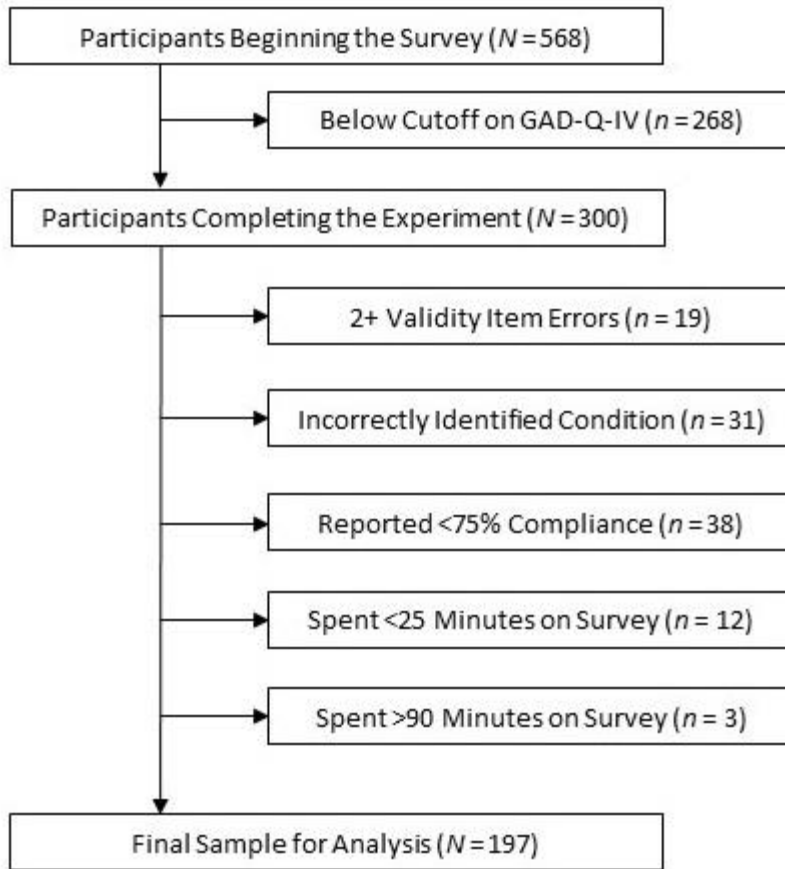 Participants Beginning the Survey (N = 568)
Below Cutoff on GAD-Q-IV (n = 268)
Participants Completing the Experiment (N = 300)
2+ Validity Item Errors (n = 19)
Incorrectly Identified Condition (n = 31)
Reported <75% Compliance (n = 38)
Spent <25 Minutes on Survey (n = 12)
Spent >90 Minutes on Survey (n = 3)
Final Sample for Analysis (N = 197)